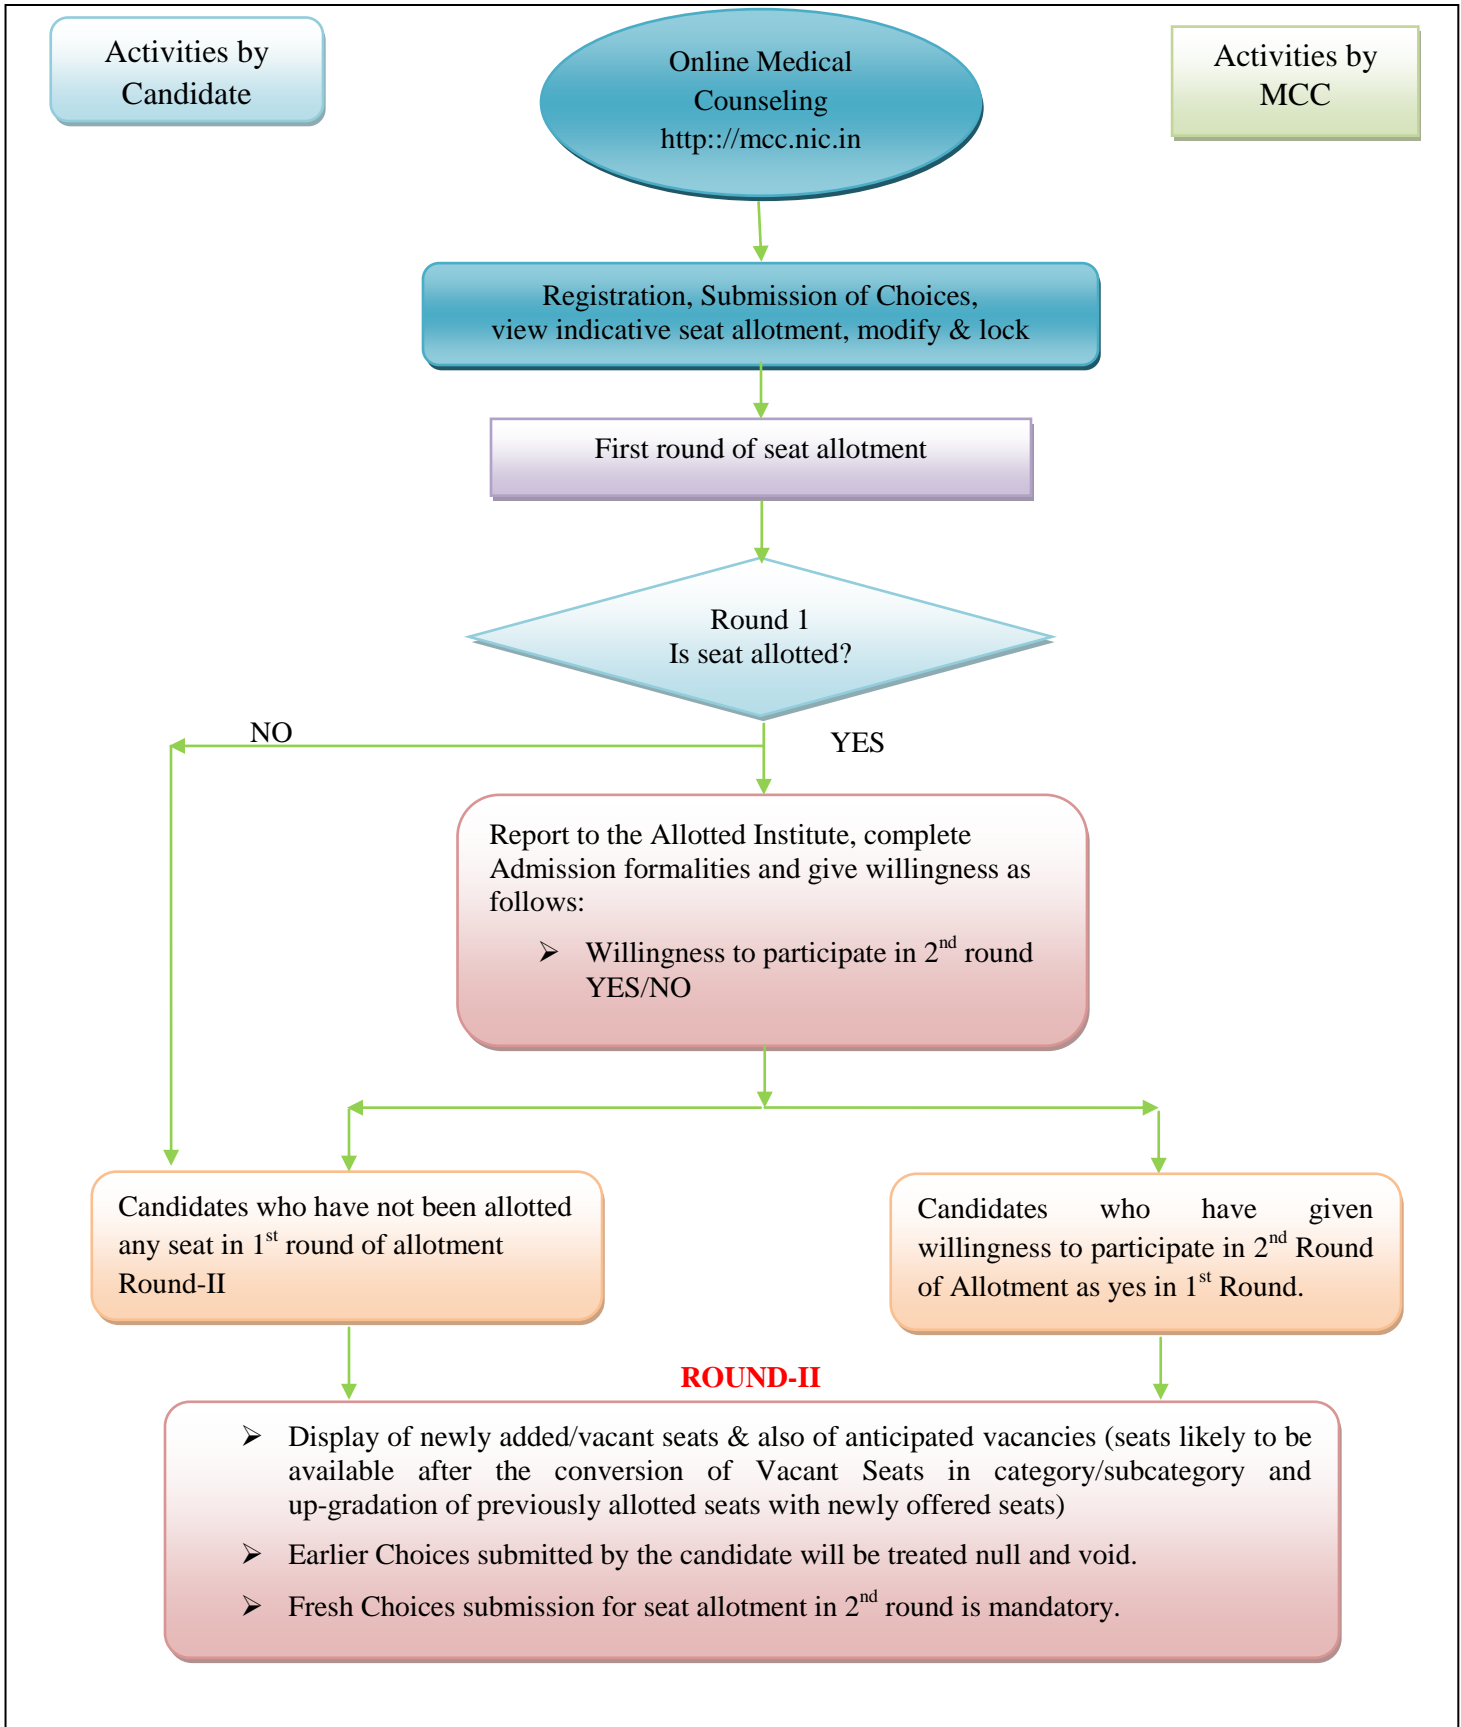 Activities by
Candidate
Online Medical
Counseling
http:://mcc.nic.in
Activities by
MCC
Registration, Submission of Choices,
view indicative seat allotment, modify & lock
First round of seat allotment
Round 1
Is seat allotted?
NO
YES
Report to the Allotted Institute, complete
Admission formalities and give willingness as
follows:
➢ Willingness to participate in 2nd round
YES/NO
Candidates who have not been allotted
any seat in 1st round of allotment
Round-II
Candidates who have given
willingness to participate in 2nd Round
of Allotment as yes in 1st Round.
ROUND-II
➢ Display of newly added/vacant seats & also of anticipated vacancies (seats likely to be
available after the conversion of Vacant Seats in category/subcategory and
up-gradation of previously allotted seats with newly offered seats)
➢ Earlier Choices submitted by the candidate will be treated null and void.
➢ Fresh Choices submission for seat allotment in 2nd round is mandatory.